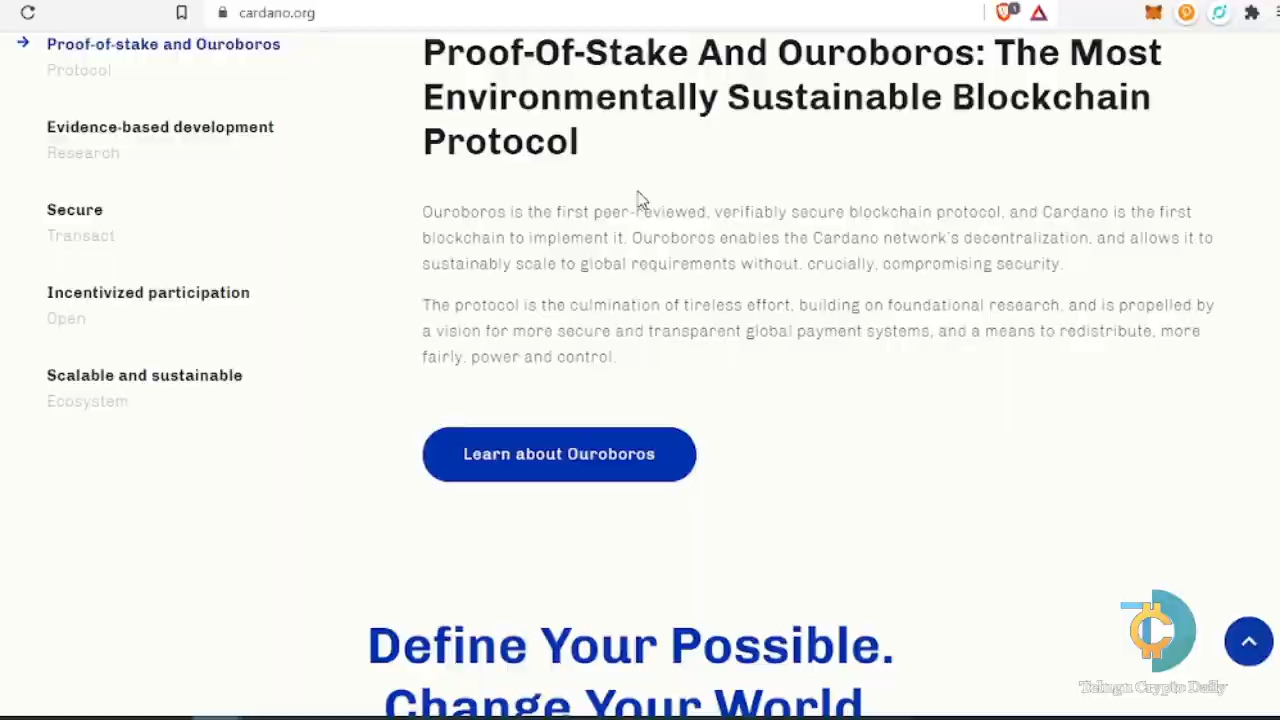 cardano.org
1
Proof-of-stake and Ouroboros
Protocol
Evidence-based development
Research
Secure
Transact
Incentivized participation
Open
Scalable and sustainable
Ecosystem
Proof-Of-Stake And Ouroboros: The Most
Environmentally Sustainable Blockchain
Protocol
Ouroboros is the first peer-reviewed, verifiably secure blockchain protocol, and Cardano is the first
blockchain to implement it. Ouroboros enables the Cardano network's decentralization, and allows it to
sustainably scale to global requirements without, crucially, compromising security.
The protocol is the culmination of tireless effort, building on foundational research, and is propelled by
a vision for more secure and transparent global payment systems, and a means to redistribute, more
fairly, power and control.
Learn about Ouroboros
Define Your Possible.
Change Your World
Telugu Crypto Daily